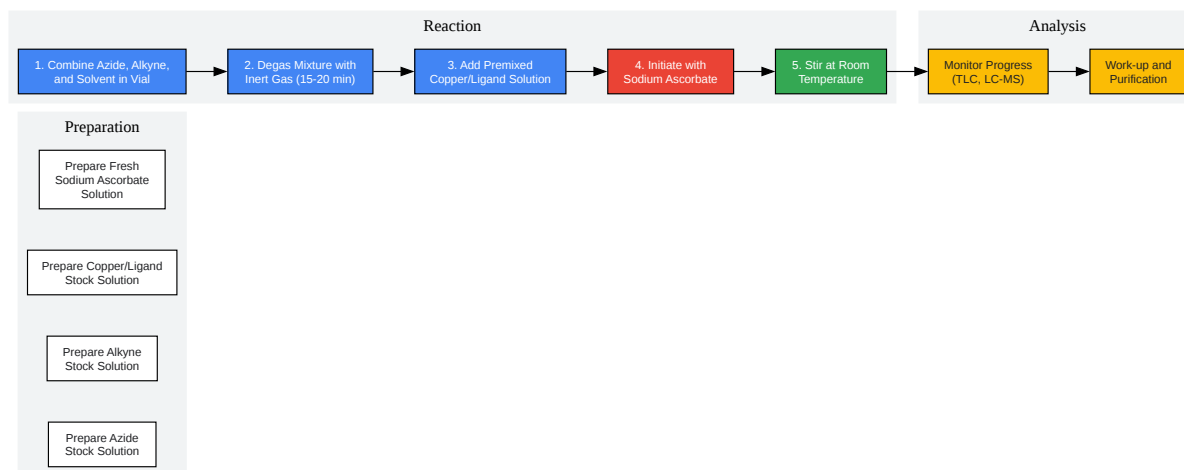 Reaction
1. Combine Azide, Alkyne,
and Solvent in Vial
2. Degas Mixture with
Inert Gas (15-20 min)
3. Add Premixed
Copper/Ligand Solution
4. Initiate with
Sodium Ascorbate
5. Stir at Room
Temperature
Analysis
Monitor Progress
(TLC, LC-MS)
Work-up and
Purification
Preparation
Prepare Fresh
Sodium Ascorbate
Solution
Prepare Copper/Ligand
Stock Solution
Prepare Alkyne
Stock Solution
Prepare Azide
Stock Solution